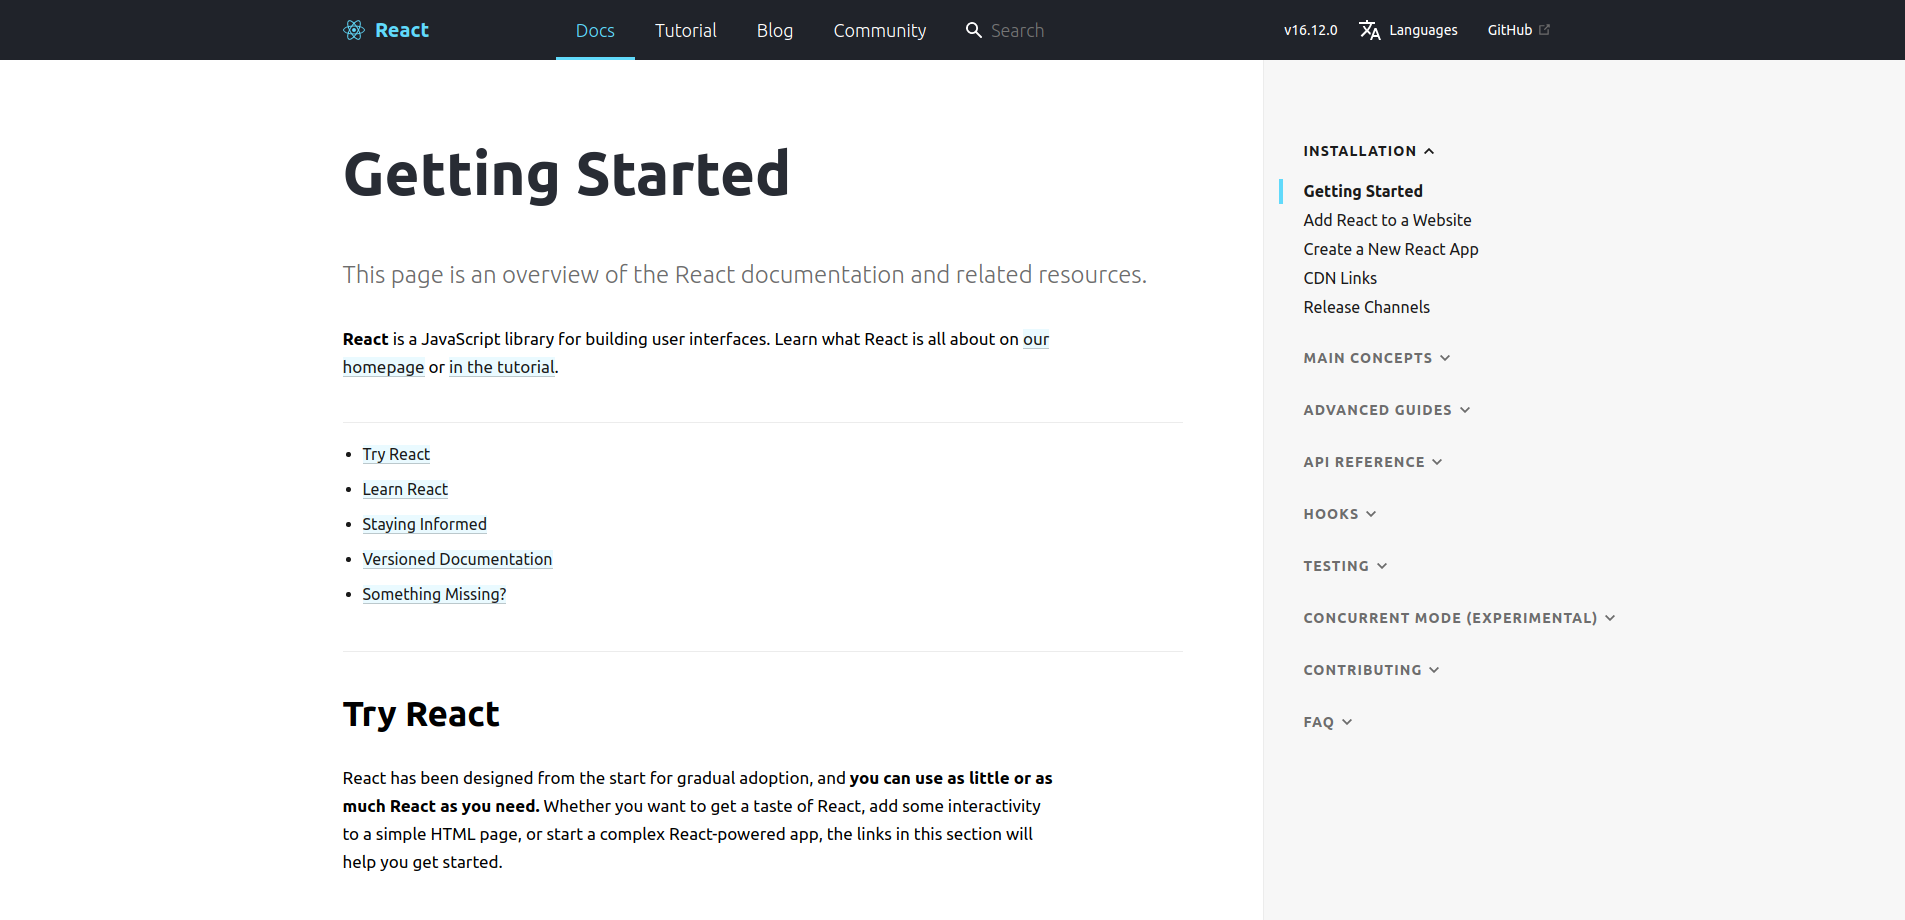 React
Docs
Tutorial
Blog
Community
Search
v16.12.0
Languages
GitHub
Getting Started
This page is an overview of the React documentation and related resources.
React is a JavaScript library for building user interfaces. Learn what React is all about on our
homepage or in the tutorial.
Try React
Learn React
Staying Informed
Versioned Documentation
Something Missing?
Try React
React has been designed from the start for gradual adoption, and you can use as little or as
much React as you need. Whether you want to get a taste of React, add some interactivity
to a simple HTML page, or start a complex React-powered app, the links in this section will
help you get started.
INSTALLATION
Getting Started
Add React to a Website
Create a New React App
CDN Links
Release Channels
MAIN CONCEPTS
ADVANCED GUIDES
API REFERENCE
HOOKS
TESTING
CONCURRENT MODE (EXPERIMENTAL)
CONTRIBUTING
FAQ